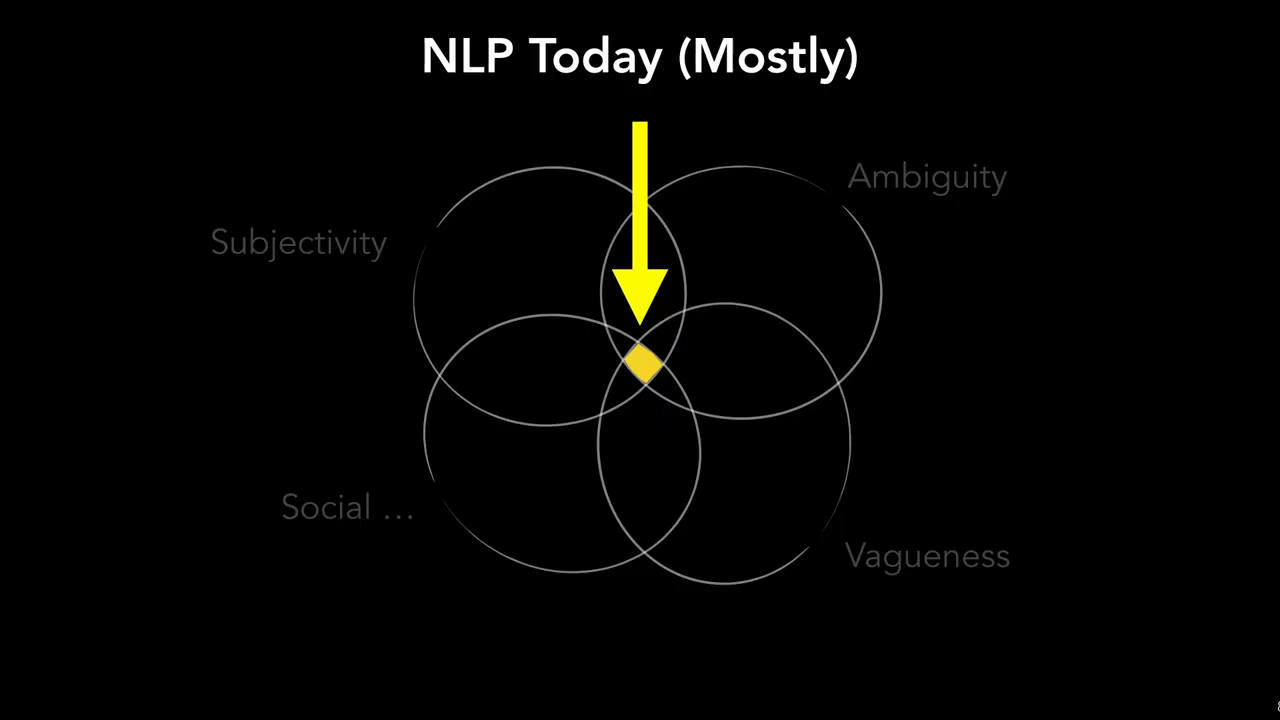 NLP Today (Mostly)
Ambiguity
Subjectivity
Social …
Vagueness